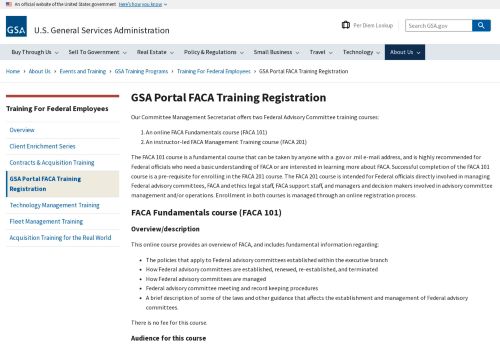 An official website of the United States government Here's how you know
GSA
U.S. General Services Administration
Per Diem Lookup
Search GSA.gov
Buy Through Us
Sell To Government
Real Estate
Policy & Regulations
Small Business
Travel
Technology
About Us
Home › About Us › Events and Training › GSA Training Programs › Training For Federal Employees › GSA Portal FACA Training Registration
Training For Federal Employees
Overview
Client Enrichment Series
Contracts & Acquisition Training
GSA Portal FACA Training
Registration
Technology Management Training
Fleet Management Training
Acquisition Training for the Real World
GSA Portal FACA Training Registration
Our Committee Management Secretariat offers two Federal Advisory Committee training courses:
1. An online FACA Fundamentals course (FACA 101)
2. An instructor-led FACA Management Training course (FACA 201)
The FACA 101 course is a fundamental course that can be taken by anyone with a .gov or .mil e-mail address, and is highly recommended for
Federal officials who need a basic understanding of FACA or are interested in learning more about FACA. Successful completion of the FACA 101
course is a pre-requisite for enrolling in the FACA 201 course. The FACA 201 course is intended for Federal officials directly involved in managing
Federal advisory committees, FACA and ethics legal staff, FACA support staff, and managers and decision makers involved in advisory committee
management and/or operations. Enrollment in both courses is managed through an online registration process.
FACA Fundamentals course (FACA 101)
Overview/description
This online course provides an overview of FACA, and includes fundamental information regarding:
• The policies that apply to Federal advisory committees established within the executive branch
• How Federal advisory committees are established, renewed, re-established, and terminated
• How Federal advisory committees are managed
• Federal advisory committee meeting and record keeping procedures
• A brief description of some of the laws and other guidance that affects the establishment and management of Federal advisory
committees.
There is no fee for this course.
Audience for this course